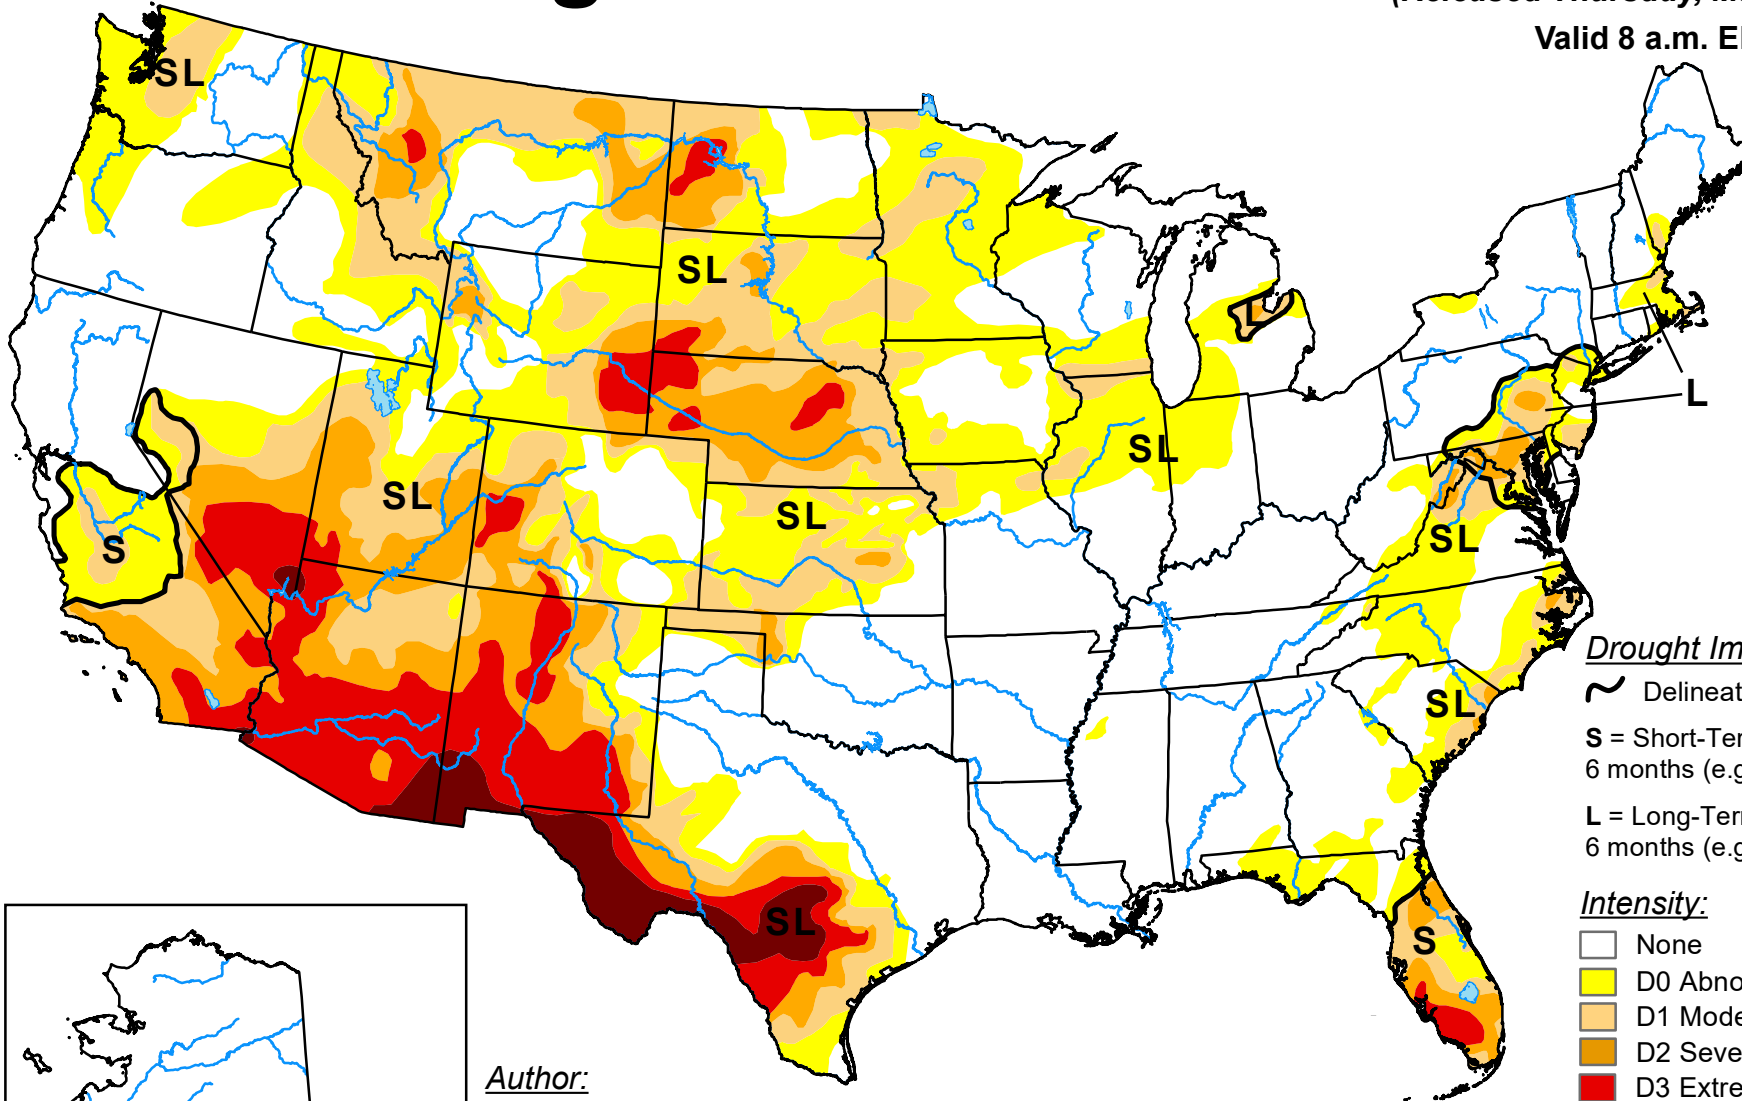 Valid 8 a.m. E
SL
SL
L
SL
L
SL
SL
S
SL
SL
SL
SL
S
Drought Im
Delineat
S = Short-Ter
6 months (e.g
L = Long-Terr
6 months (e.g
Intensity:
None
D0 Abno
D1 Mode
D2 Seve
D3 Extre
Author: